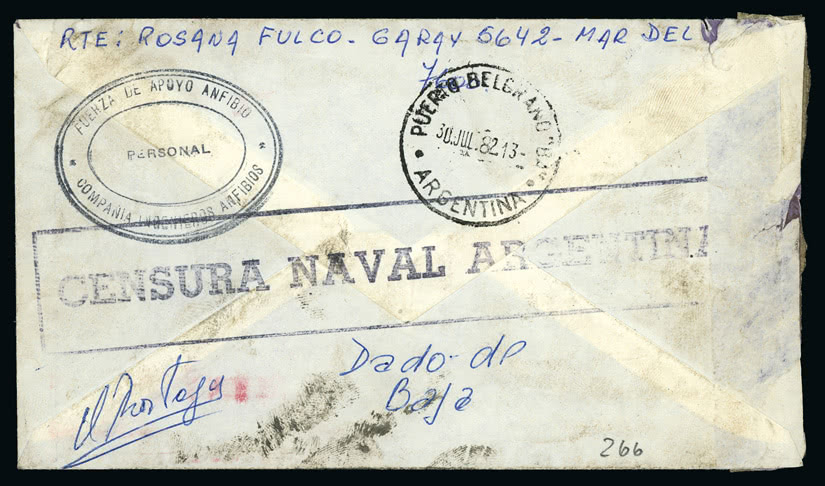 RTE: ROSANA FULCO - GARAY 5642 - MAR DEL
FUERZA DE APOYO ANFIBIO
PERSONAL
COMPAÑIA INGENIEROS ANFIBIOS
PUERTO BELGRANO
30.JUL.82.13-
ARGENTINA
CENSURA NAVAL ARGENTINA
Dado de
Baja
266